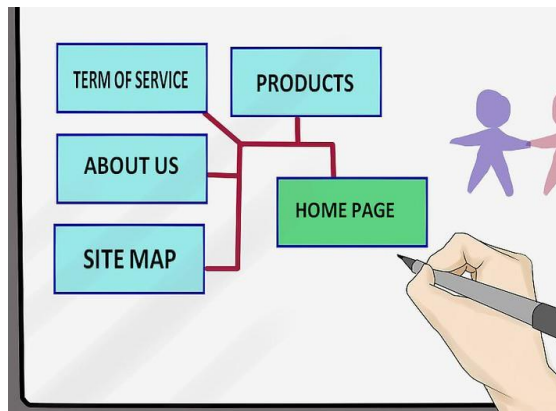 TERM OF SERVICE
PRODUCTS
ABOUT US
HOME PAGE
SITE MAP